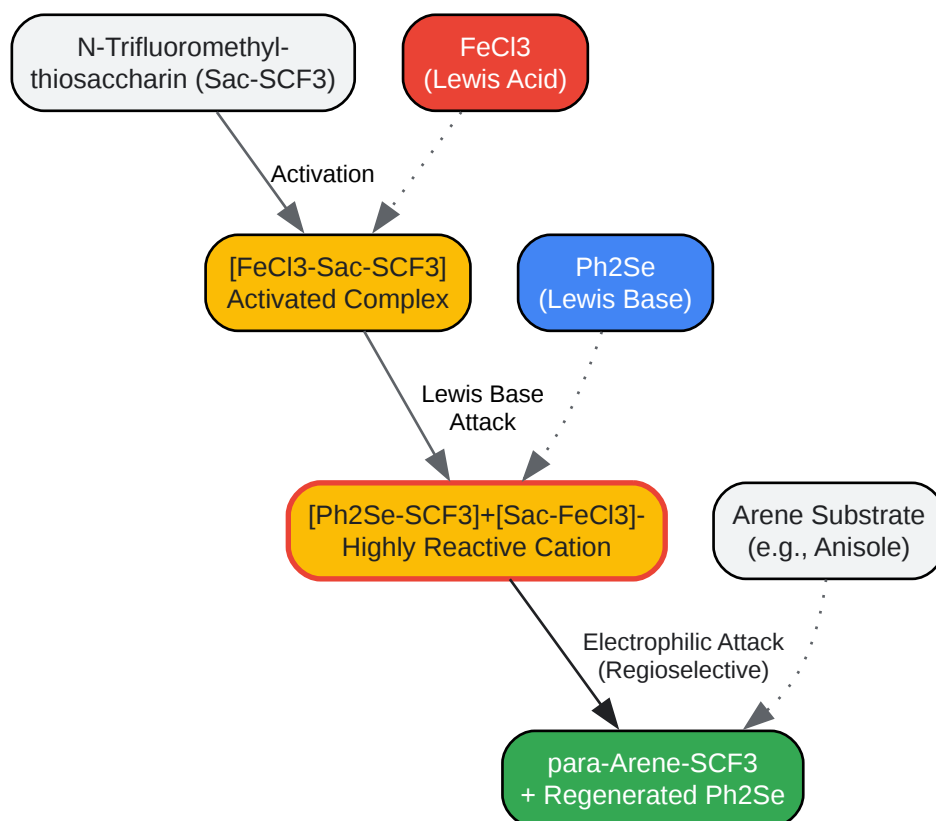 N-Trifluoromethyl-
thiosaccharin (Sac-SCF3)
FeCl3
(Lewis Acid)
Activation
[FeCl3-Sac-SCF3]
Activated Complex
Ph2Se
(Lewis Base)
Lewis Base
Attack
[Ph2Se-SCF3]+[Sac-FeCl3]-
Highly Reactive Cation
Arene Substrate
(e.g., Anisole)
Electrophilic Attack
(Regioselective)
para-Arene-SCF3
+ Regenerated Ph2Se